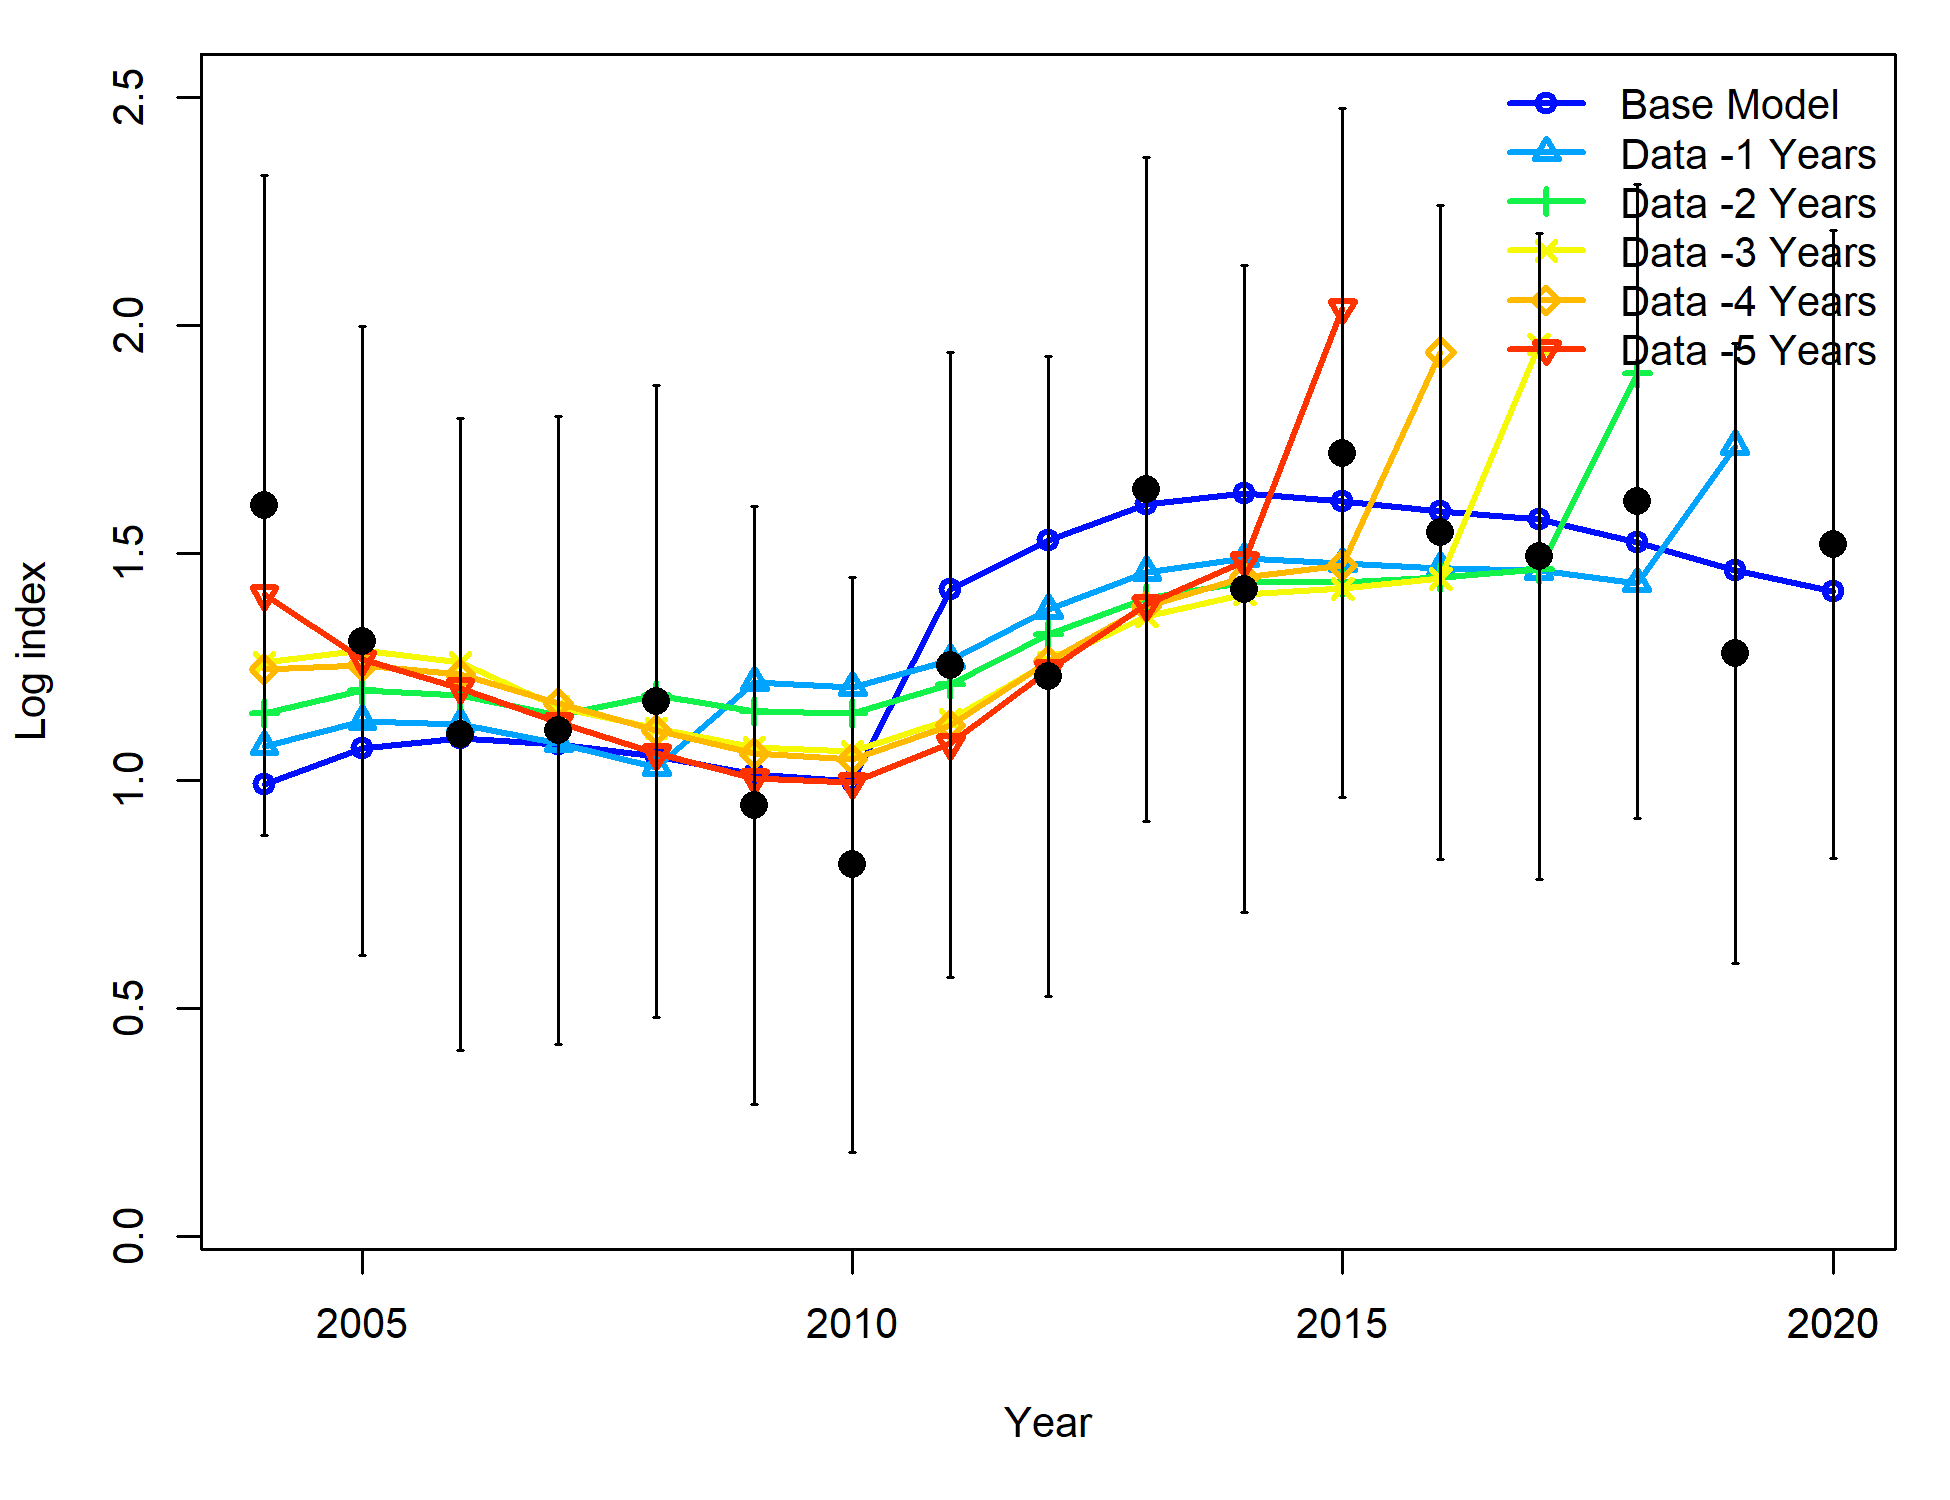 2.5
2.0
1.5
1.0
0.5
0.0
Log index
Base Model
Data -1 Years
Data -2 Years
Data -3 Years
Data -4 Years
Data -5 Years
2005 2010 2015 2020
Year